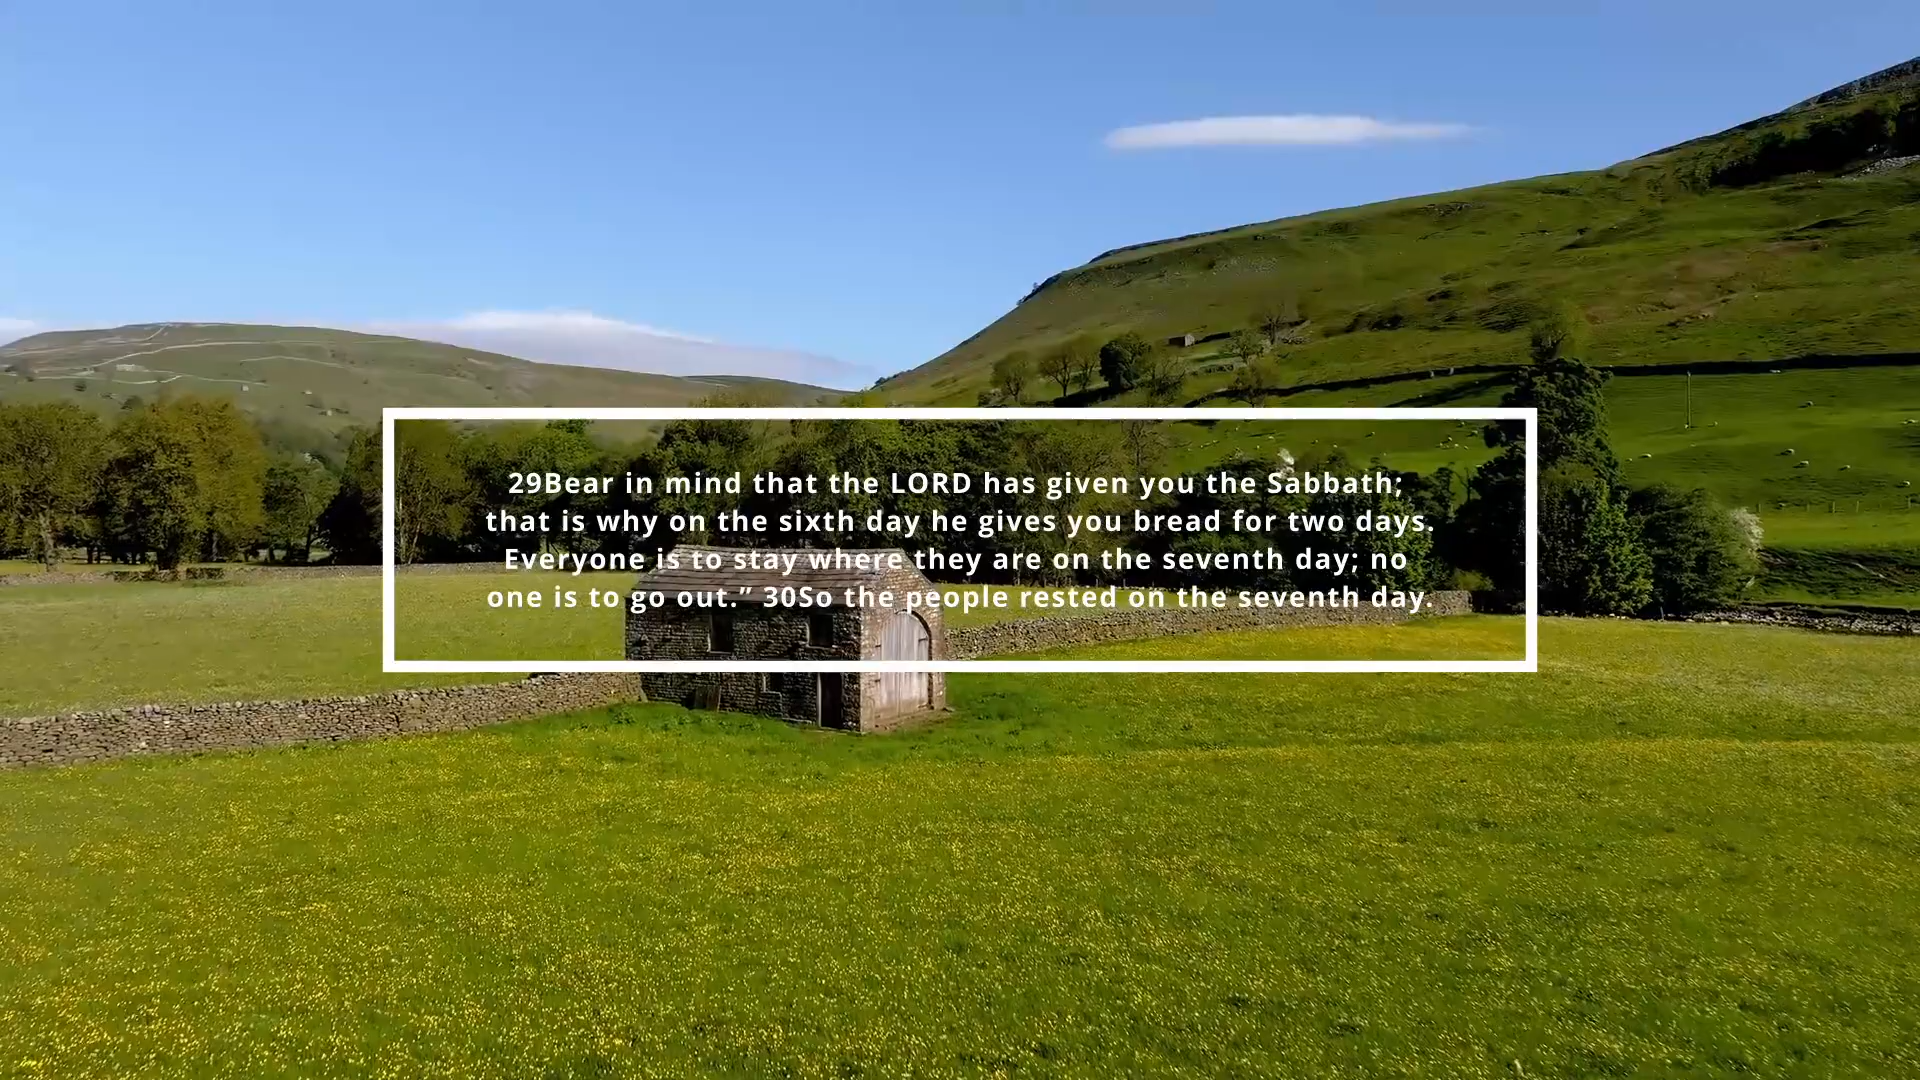 29Bear in mind that the LORD has given you the Sabbath;
that is why on the sixth day he gives you bread for two days.
Everyone is to stay where they are on the seventh day; no
one is to go out.” 30So the people rested on the seventh day.